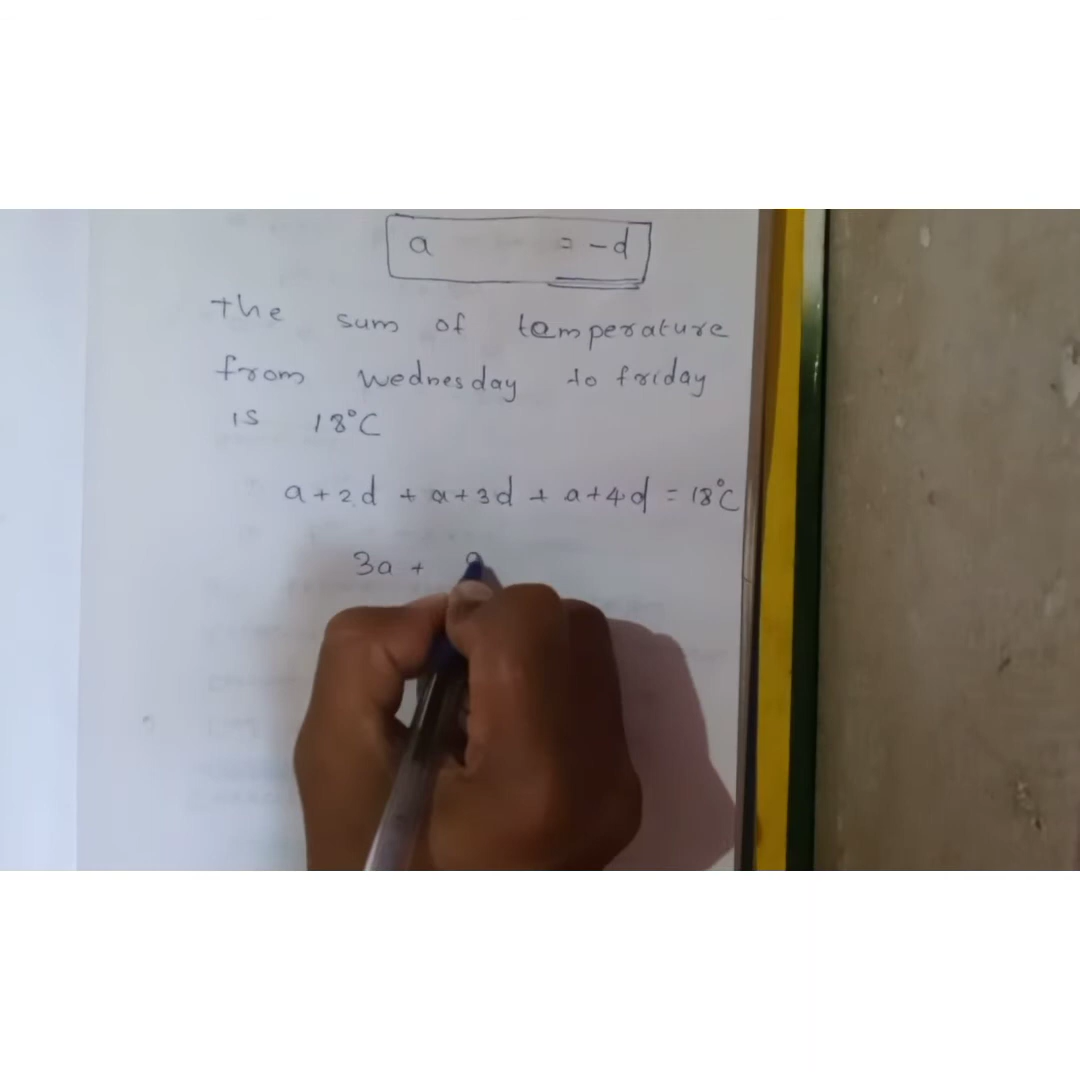 a = -d
the sum of temperature
from wednesday to friday
is 18°C
a + 2d + a + 3d + a + 4d = 18°C
3a +